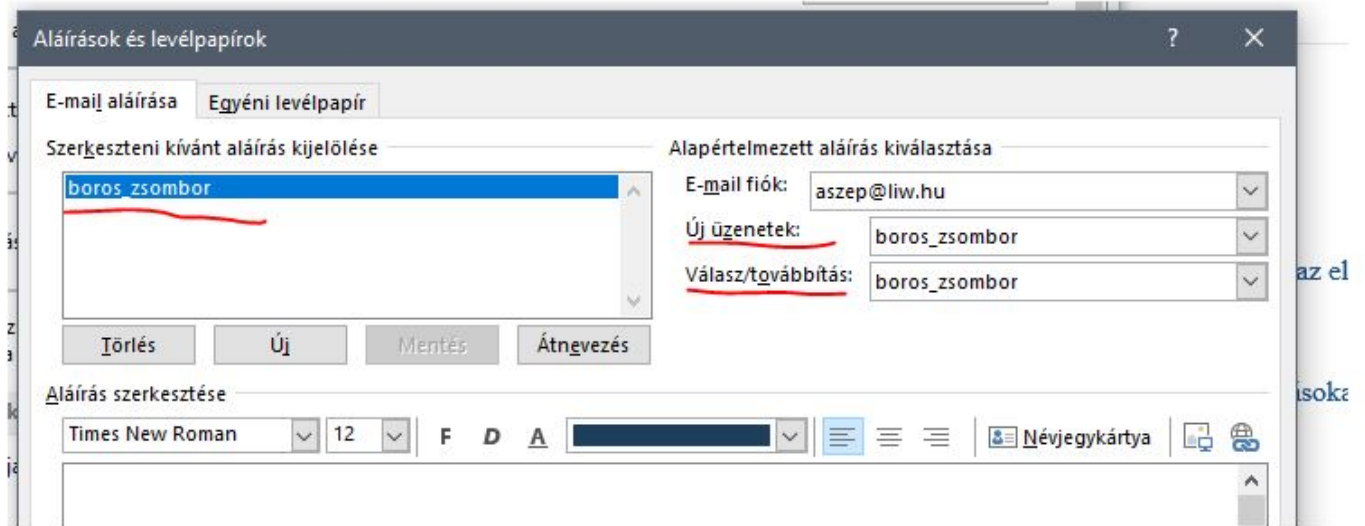 Aláírások és levélpapírok
?
E-mail aláírása
Egyéni levélpapír
Szerkeszteni kívánt aláírás kijelölése
boros_zsombor
Törlés
Új
Mentés
Átnevezés
Alapértelmezett aláírás kiválasztása
E-mail fiók: aszep@liw.hu
Új üzenetek: boros_zsombor
Válasz/továbbítás: boros_zsombor
Aláírás szerkesztése
Times New Roman 12 F D A Névjegykártya
az el